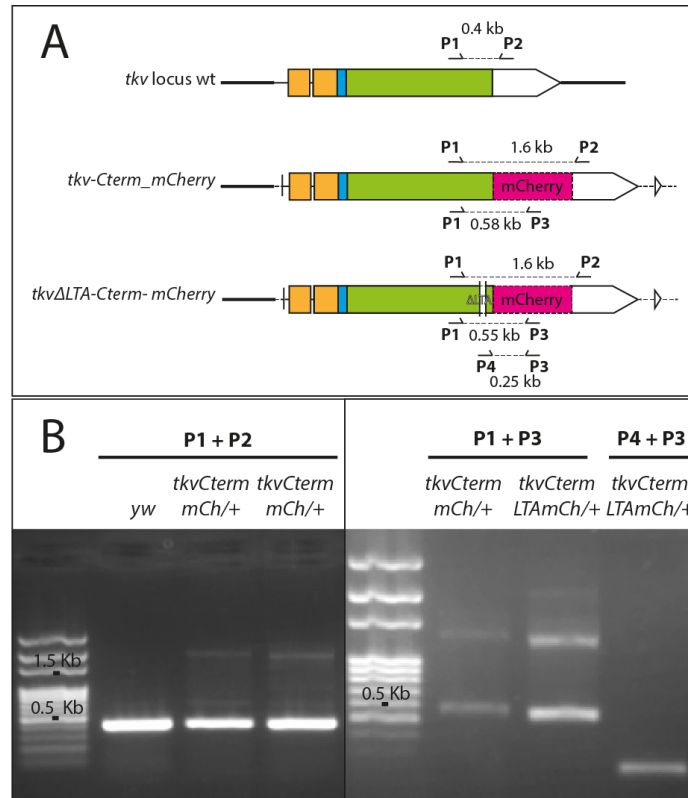 A
0.4 kb
P1 P2
tkv locus wt
P1 1.6 kb P2
tkv-Cterm_mCherry
mCherry
P1 0.58 kb P3
P1 1.6 kb P2
tkvΔLTA-Cterm- mCherry
ΔLTA mCherry
P1 0.55 kb P3
P4 P3
0.25 kb
B
P1 + P2
P1 + P3
P4 + P3
yw
tkvCterm
mCh/+
tkvCterm
mCh/+
tkvCterm
mCh/+
tkvCterm
LTAmCh/+
tkvCterm
LTAmCh/+
1.5 Kb
0.5 Kb
0.5 Kb